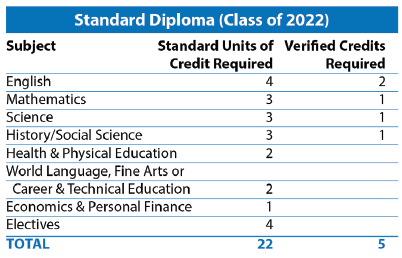 Standard Diploma (Class of 2022)
Subject Standard Units of Verified Credits
Credit Required Required
English 4 2
Mathematics 3 1
Science 3 1
History/Social Science 3 1
Health & Physical Education 2
World Language, Fine Arts or
Career & Technical Education 2
Economics & Personal Finance 1
Electives 4
TOTAL 22 5